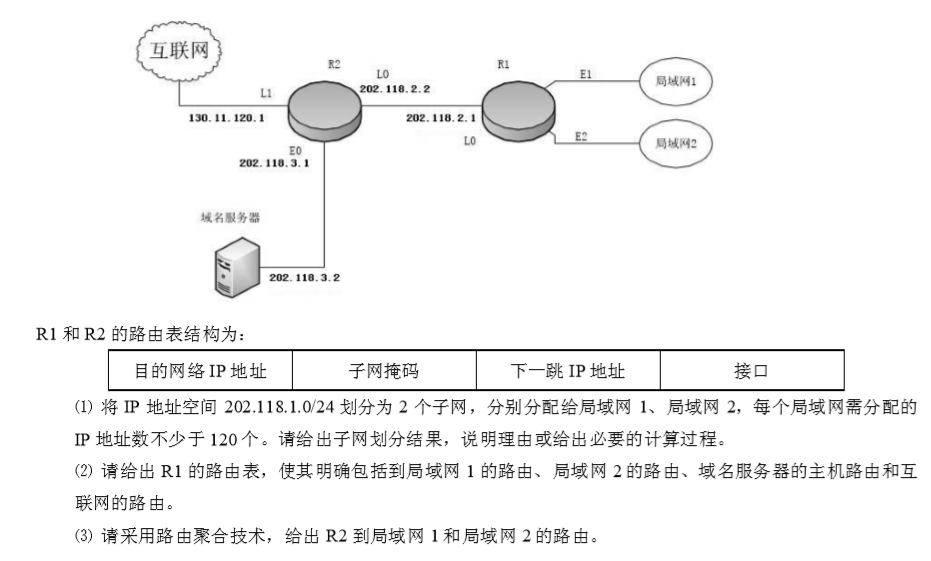 互联网
R2
R1
L0
E1
局域网1
L1
202.118.2.2
130.11.120.1
202.118.2.1
E0
L0
E2
局域网2
202.118.3.1
域名服务器
202.118.3.2
R1 和 R2 的路由表结构为：
目的网络 IP 地址 子网掩码 下一跳 IP 地址 接口
⑴ 将 IP 地址空间 202.118.1.0/24 划分为 2 个子网，分别分配给局域网 1、局域网 2，每个局域网需分配的
IP 地址数不少于 120 个。请给出子网划分结果，说明理由或给出必要的计算过程。
⑵ 请给出 R1 的路由表，使其明确包括到局域网 1 的路由、局域网 2 的路由、域名服务器的主机路由和互
联网的路由。
⑶ 请采用路由聚合技术，给出 R2 到局域网 1 和局域网 2 的路由。